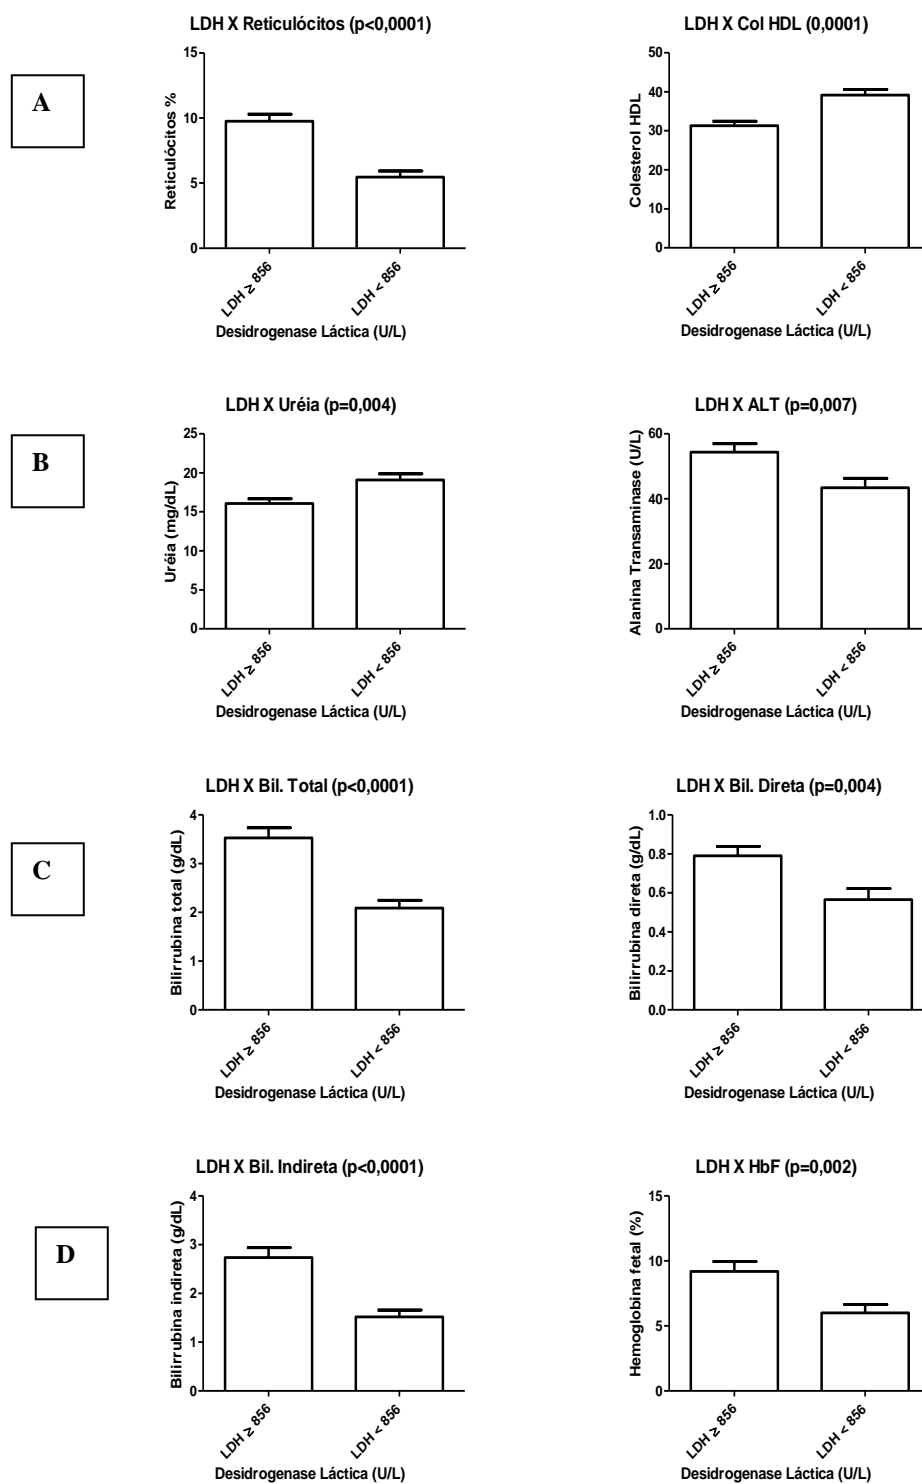 LDH X Reticulócitos (p<0,0001)
A
15
10
5
0
Reticulócitos %
LDH ≥ 856
LDH < 856
Desidrogenase Láctica (U/L)
LDH X Col HDL (0,0001)
50
40
30
20
10
0
Colesterol HDL
LDH ≥ 856
LDH < 856
Desidrogenase Láctica (U/L)
LDH X Uréia (p=0,004)
B
25
20
15
10
5
0
Uréia (mg/dL)
LDH ≥ 856
LDH < 856
Desidrogenase Láctica (U/L)
LDH X ALT (p=0,007)
60
40
20
0
Alanina Transaminase (U/L)
LDH ≥ 856
LDH < 856
Desidrogenase Láctica (U/L)
LDH X Bil. Total (p<0,0001)
C
4
3
2
1
0
Bilirrubina total (g/dL)
LDH ≥ 856
LDH < 856
Desidrogenase Láctica (U/L)
LDH X Bil. Direta (p=0,004)
1.0
0.8
0.6
0.4
0.2
0.0
Bilirrubina direta (g/dL)
LDH ≥ 856
LDH < 856
Desidrogenase Láctica (U/L)
LDH X Bil. Indireta (p<0,0001)
D
4
3
2
1
0
Bilirrubina indireta (g/dL)
LDH ≥ 856
LDH < 856
Desidrogenase Láctica (U/L)
LDH X HbF (p=0,002)
15
10
5
0
Hemoglobina fetal (%)
LDH ≥ 856
LDH < 856
Desidrogenase Láctica (U/L)